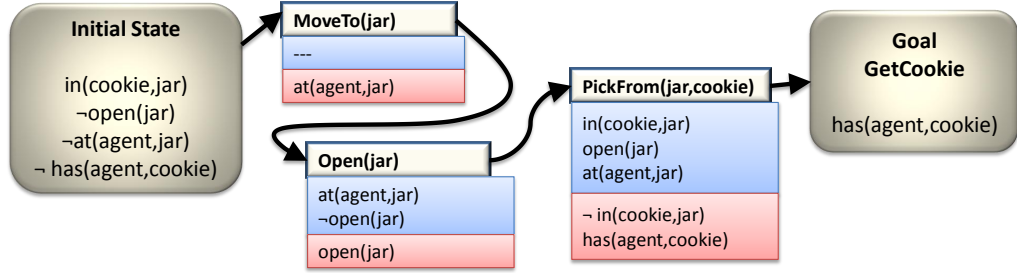 Initial State
in(cookie,jar)
¬open(jar)
¬at(agent,jar)
¬ has(agent,cookie)
MoveTo(jar)
---
at(agent,jar)
Open(jar)
at(agent,jar)
¬open(jar)
open(jar)
PickFrom(jar,cookie)
in(cookie,jar)
open(jar)
at(agent,jar)
¬ in(cookie,jar)
has(agent,cookie)
Goal
GetCookie
has(agent,cookie)